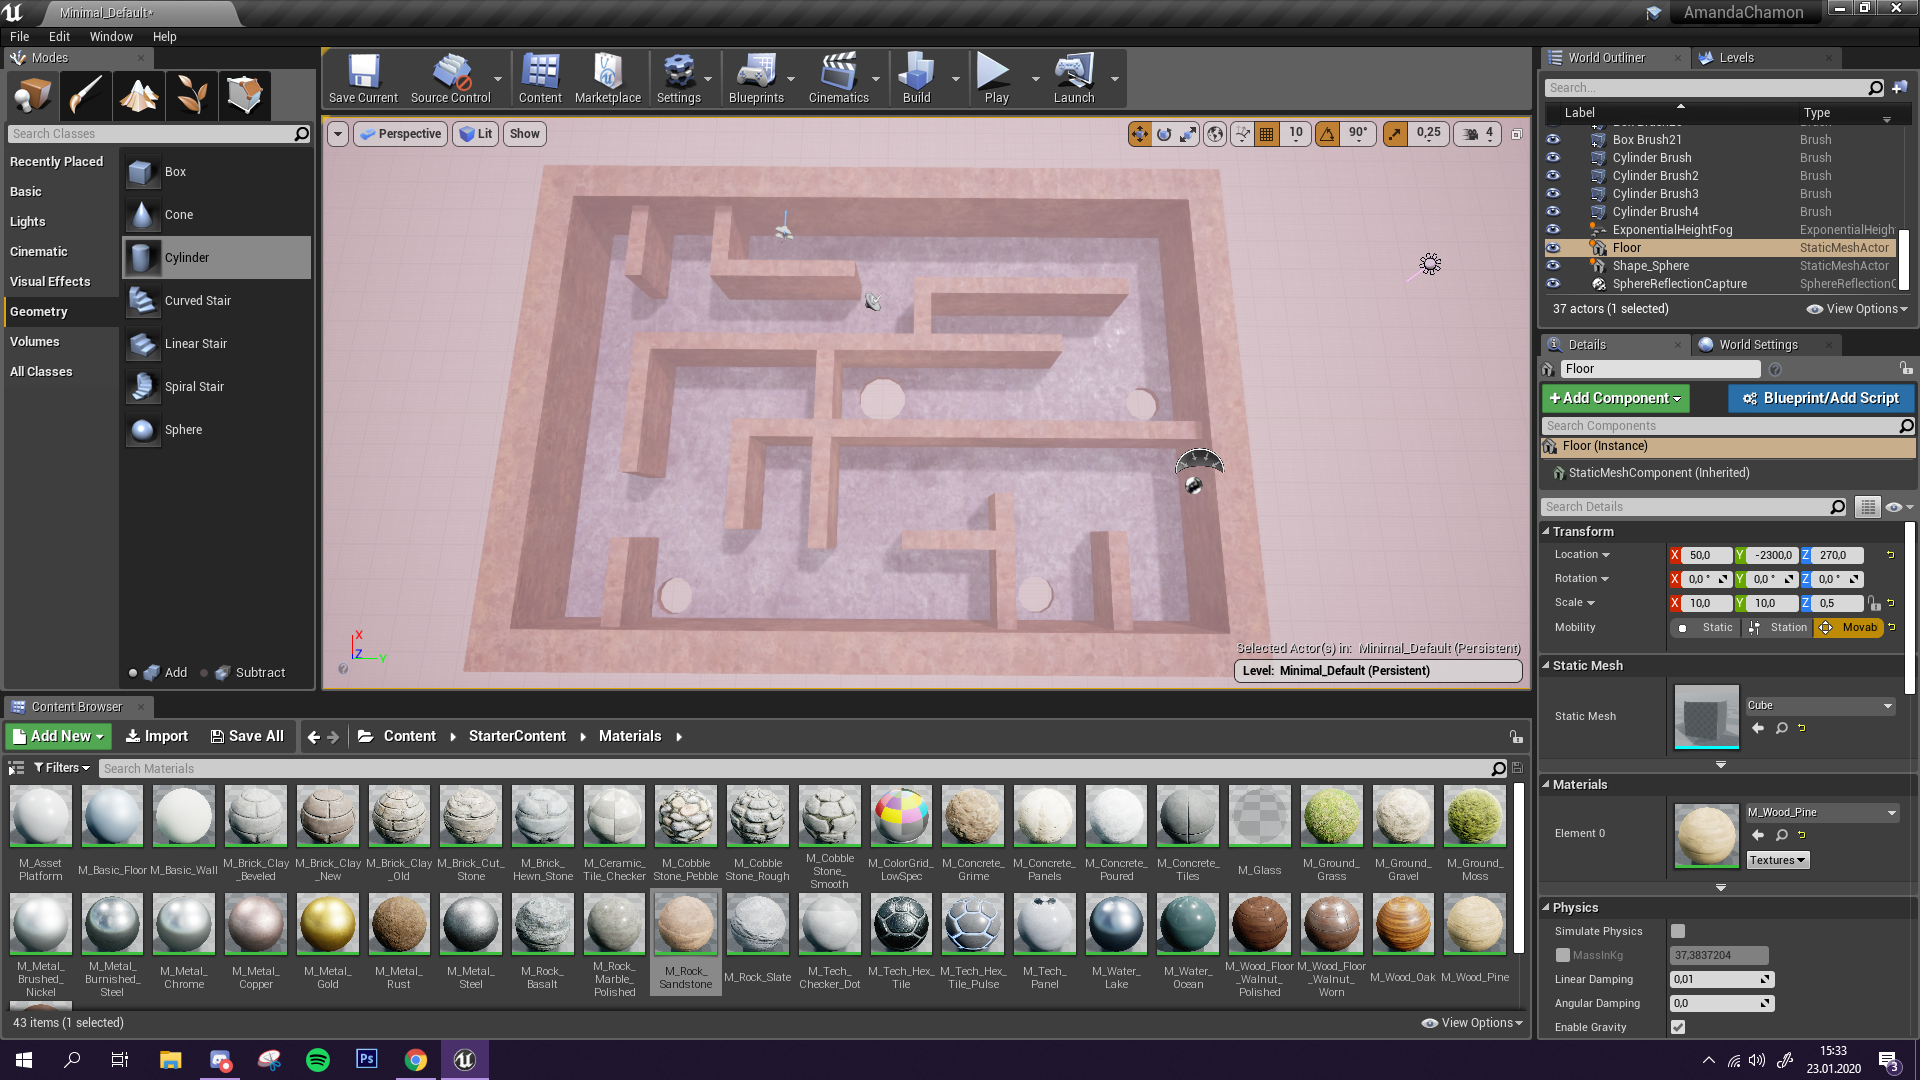 Minimal_Default*
AmandaChamon
File Edit Window Help
Modes
Search Classes
Recently Placed
Basic
Lights
Cinematic
Visual Effects
Geometry
Volumes
All Classes
Box
Cone
Cylinder
Curved Stair
Linear Stair
Spiral Stair
Sphere
Add Subtract
Save Current Source Control Content Marketplace Settings Blueprints Cinematics Build Play Launch
Perspective Lit Show
10 90° 0,25 4
X
Z Y
Selected Actor(s) in: Minimal_Default (Persistent)
Level: Minimal_Default (Persistent)
World Outliner Levels
Search...
Label Type
Box Brush21 Brush
Cylinder Brush Brush
Cylinder Brush2 Brush
Cylinder Brush3 Brush
Cylinder Brush4 Brush
ExponentialHeightFog ExponentialHeigh
Floor StaticMeshActor
Shape_Sphere StaticMeshActor
SphereReflectionCapture SphereReflectionC
37 actors (1 selected) View Options
Details World Settings
Floor
+Add Component Blueprint/Add Script
Search Components
Floor (Instance)
StaticMeshComponent (Inherited)
Search Details
Transform
Location X 50,0 Y -2300,0 Z 270,0
Rotation X 0,0 ° Y 0,0 ° Z 0,0 °
Scale X 10,0 Y 10,0 Z 0,5
Mobility Static Station Movab
Static Mesh
Static Mesh Cube
Materials
Element 0 M_Wood_Pine
Textures
Physics
Simulate Physics
MassInKg 37,3837204
Linear Damping 0,01
Angular Damping 0,0
Enable Gravity
Content Browser
Add New Import Save All Content StarterContent Materials
Filters Search Materials
M_Asset Platform
M_Basic_Floor
M_Basic_Wall
M_Brick_Clay_Beveled
M_Brick_Clay_New
M_Brick_Clay_Old
M_Brick_Cut_Stone
M_Brick_Hewn_Stone
M_Ceramic_Tile_Checker
M_Cobble Stone_Pebble
M_Cobble Stone_Rough
M_Cobble Stone_Smooth
M_ColorGrid_LowSpec
M_Concrete_Grime
M_Concrete_Panels
M_Concrete_Poured
M_Concrete_Tiles
M_Glass
M_Ground_Grass
M_Ground_Gravel
M_Ground_Moss
M_Metal_Brushed_Nickel
M_Metal_Burnished_Steel
M_Metal_Chrome
M_Metal_Copper
M_Metal_Gold
M_Metal_Rust
M_Metal_Steel
M_Rock_Basalt
M_Rock_Marble_Polished
M_Rock_Sandstone
M_Rock_Slate
M_Tech_Checker_Dot
M_Tech_Hex_Tile
M_Tech_Hex_Tile_Pulse
M_Tech_Panel
M_Water_Lake
M_Water_Ocean
M_Wood_Floor_Walnut_Polished
M_Wood_Floor_Walnut_Worn
M_Wood_Oak
M_Wood_Pine
43 items (1 selected) View Options
Ps
15:33
23.01.2020
3